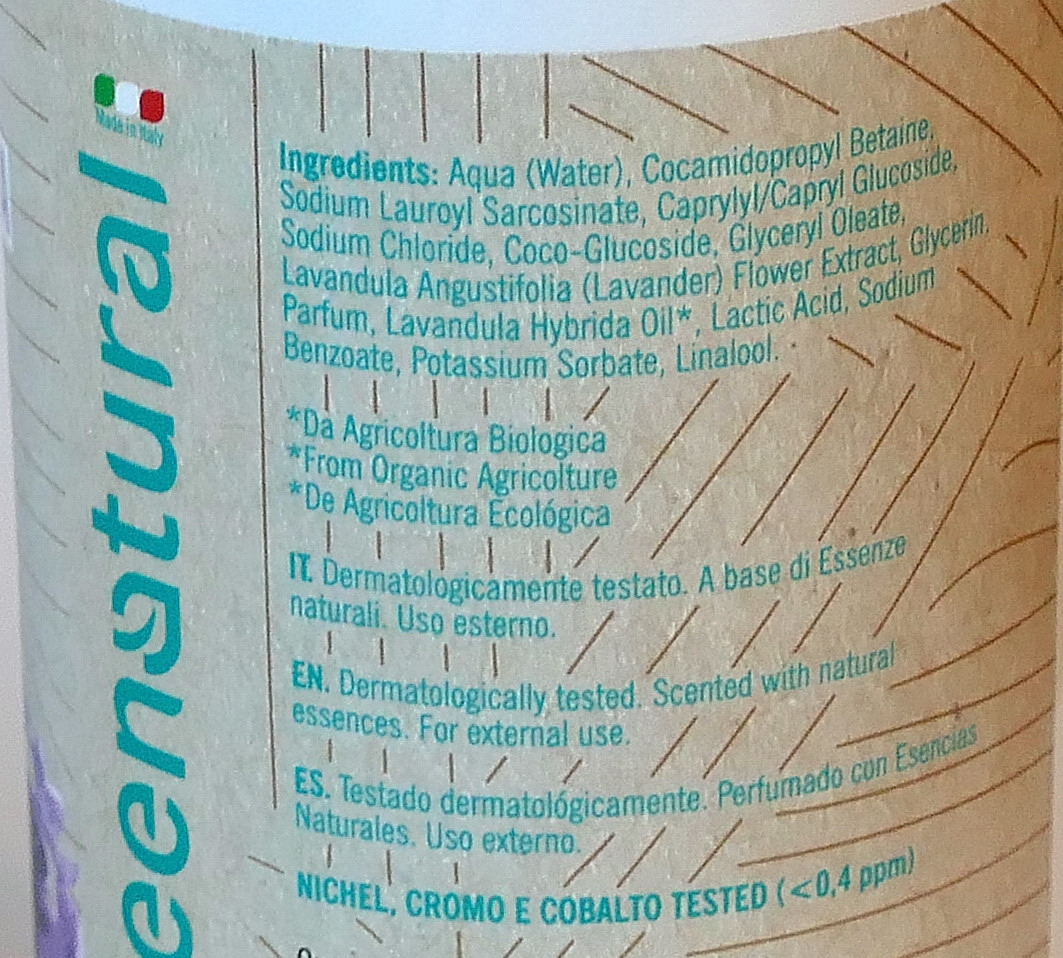 Made in Italy
eenatural
Ingredients: Aqua (Water), Cocamidopropyl Betaine,
Sodium Lauroyl Sarcosinate, Caprylyl/Capryl Glucoside,
Sodium Chloride, Coco-Glucoside, Glyceryl Oleate,
Lavandula Angustifolia (Lavander) Flower Extract, Glycerin,
Parfum, Lavandula Hybrida Oil*, Lactic Acid, Sodium
Benzoate, Potassium Sorbate, Linalool.
*Da Agricoltura Biologica
*From Organic Agricolture
*De Agricoltura Ecológica
IT. Dermatologicamente testato. A base di Essenze
naturali. Uso esterno.
EN. Dermatologically tested. Scented with natural
essences. For external use.
ES. Testado dermatológicamente. Perfumado con Esencias
Naturales. Uso externo.
NICHEL, CROMO E COBALTO TESTED (<0,4 ppm)